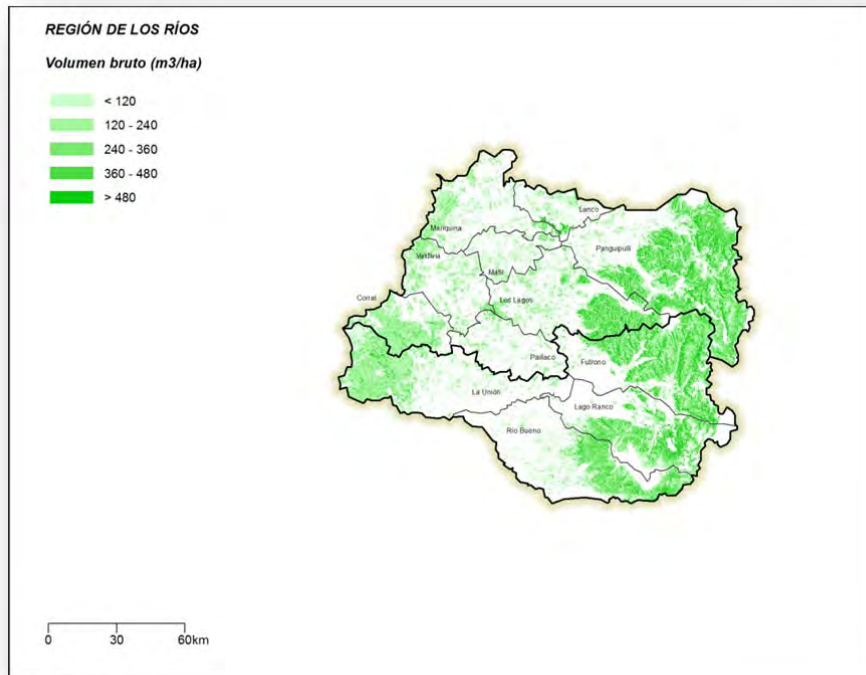 REGIÓN DE LOS RÍOS
Volumen bruto (m3/ha)
< 120
120 - 240
240 - 360
360 - 480
> 480
Lanco
Mariquina
Panguipulli
Valdivia
Máfil
Corral
Los Lagos
Paillaco
Futrono
La Unión
Lago Ranco
Río Bueno
0 30 60km